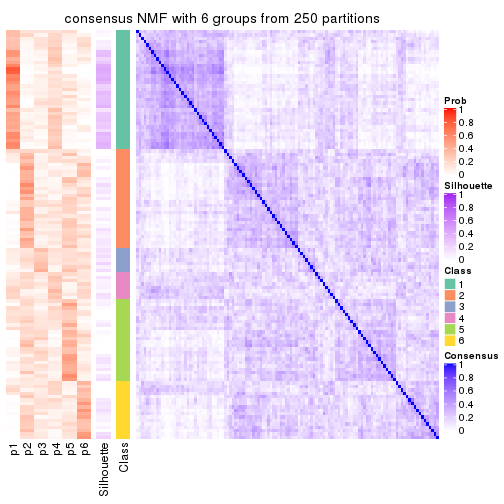 consensus NMF with 6 groups from 250 partitions
Prob
1
0.8
0.6
0.4
0.2
0
Silhouette
1
0.8
0.6
0.4
0.2
0
Class
1
2
3
4
5
6
Consensus
1
0.8
0.6
0.4
0.2
0
p1
p2
p3
p4
p5
p6
Silhouette
Class